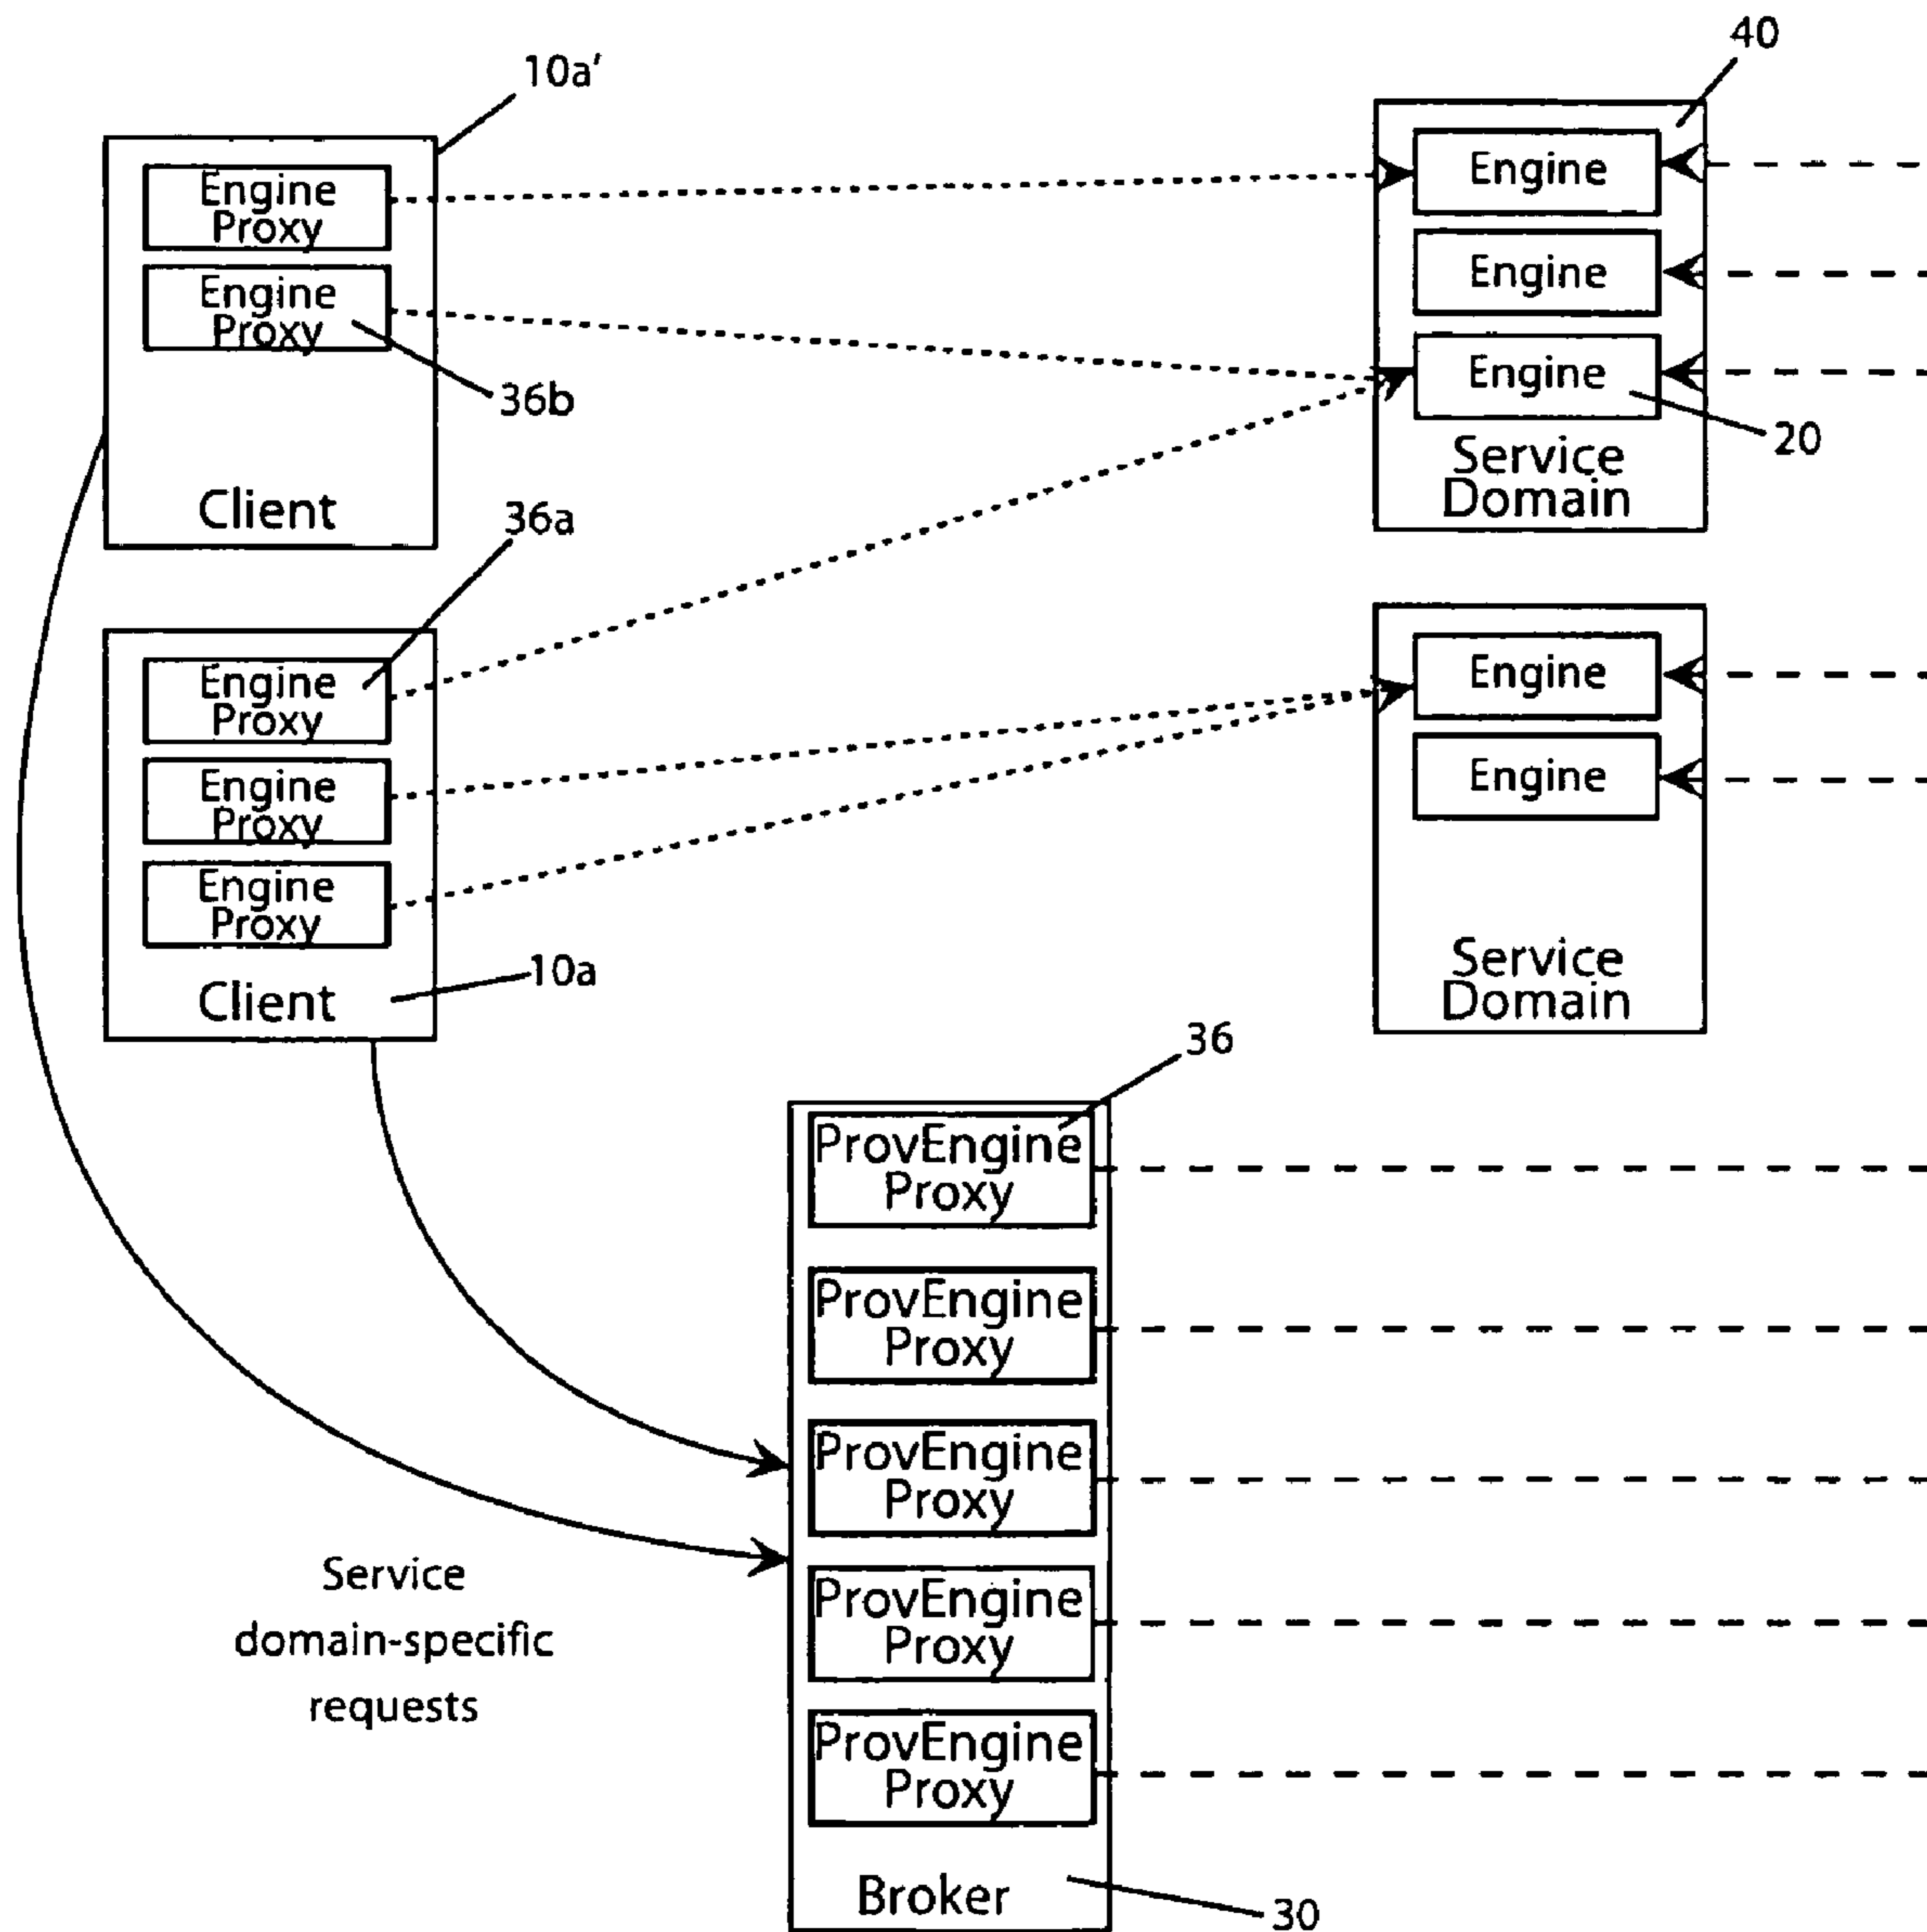 40
10a'
Engine
Proxy
Engine
Proxy
36b
Client
Engine
Engine
Engine
20
Service
Domain
36a
Engine
Proxy
Engine
Proxy
Engine
Proxy
10a
Client
Engine
Engine
Service
Domain
36
ProvEngine
Proxy
ProvEngine
Proxy
ProvEngine
Proxy
ProvEngine
Proxy
ProvEngine
Proxy
Broker
30
Service
domain-specific
requests